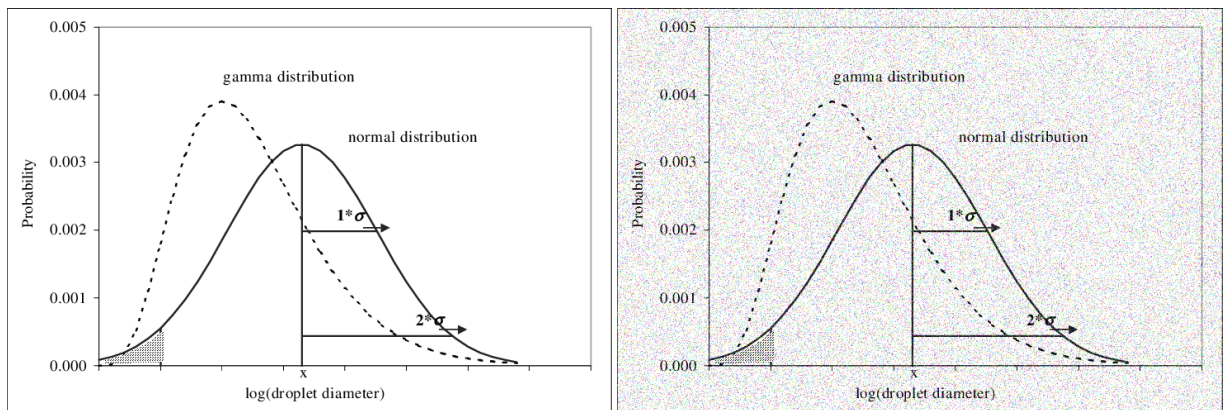 0.005
gamma distribution
0.004
normal distribution
0.003
Probability
1*σ
0.002
0.001
2*σ
0.000
x
log(droplet diameter)
0.005
gamma distribution
0.004
normal distribution
0.003
Probability
1*σ
0.002
0.001
2*σ
0.000
x
log(droplet diameter)